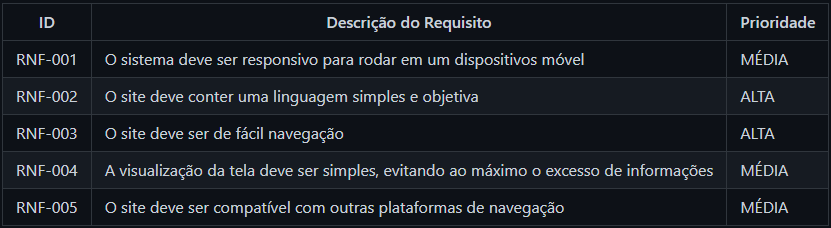 ID Descrição do Requisito Prioridade
RNF-001 O sistema deve ser responsivo para rodar em um dispositivos móvel MÉDIA
RNF-002 O site deve conter uma linguagem simples e objetiva ALTA
RNF-003 O site deve ser de fácil navegação ALTA
RNF-004 A visualização da tela deve ser simples, evitando ao máximo o excesso de informações MÉDIA
RNF-005 O site deve ser compatível com outras plataformas de navegação MÉDIA